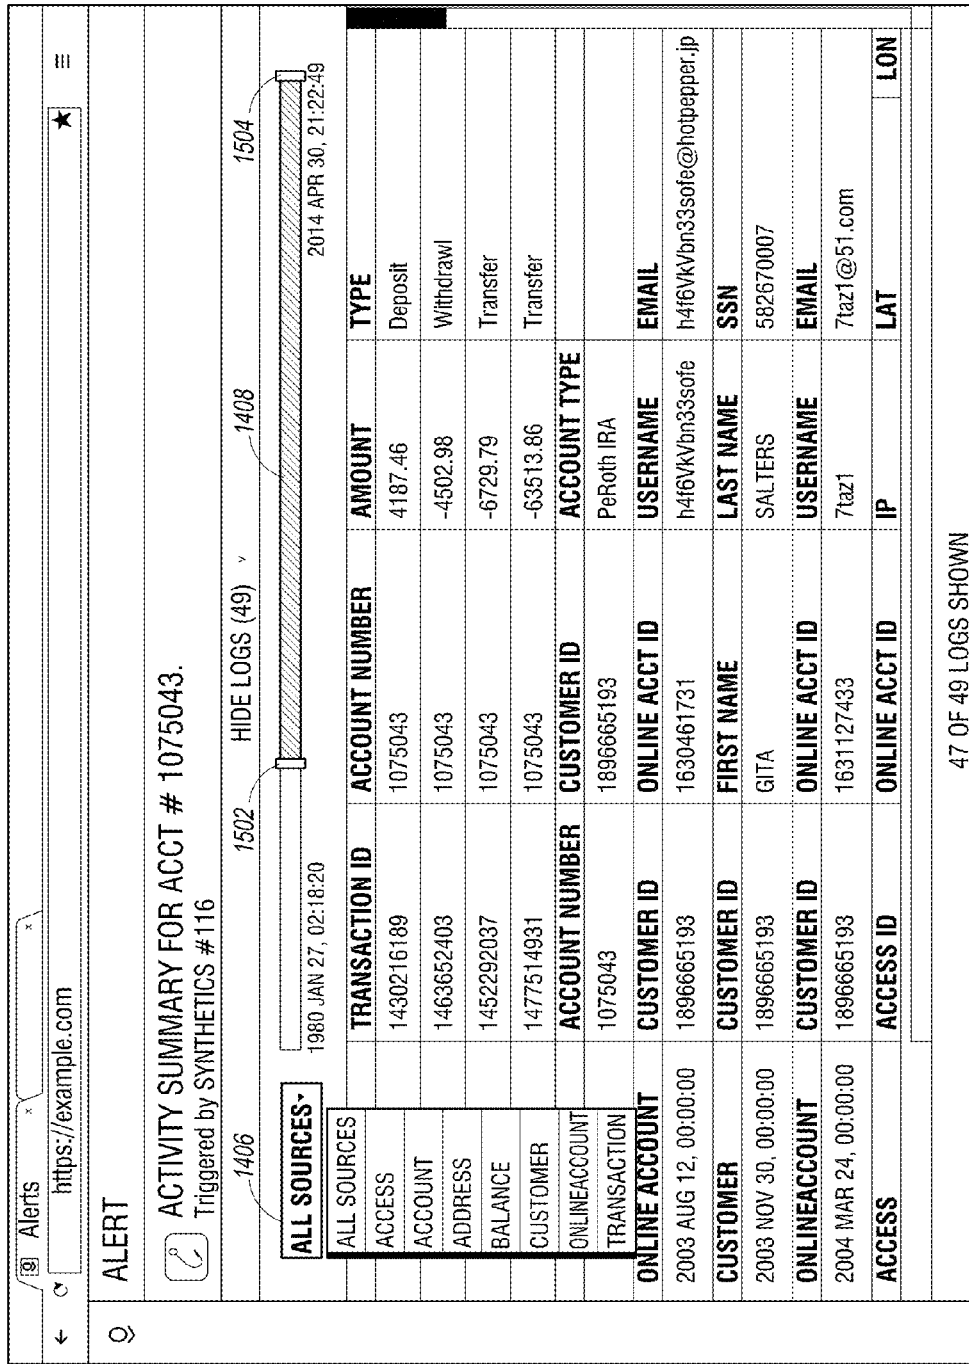 Alerts
https://example.com
ALERT
ACTIVITY SUMMARY FOR ACCT # 1075043.
Triggered by SYNTHETICS #116
HIDE LOGS (49)
1406
1502
1408
1504
ALL SOURCES
1980 JAN 27, 02:18:20
2014 APR 30, 21:22:49
ALL SOURCES
ACCESS
ACCOUNT
ADDRESS
BALANCE
CUSTOMER
ONLINEACCOUNT
TRANSACTION
TRANSACTION ID ACCOUNT NUMBER AMOUNT TYPE
1430216189 1075043 4187.46 Deposit
1463652403 1075043 -4502.98 Withdrawl
1452292037 1075043 -6729.79 Transfer
1477514931 1075043 -63513.86 Transfer
ACCOUNT NUMBER CUSTOMER ID ACCOUNT TYPE
1075043 1896665193 PeRoth IRA
ONLINE ACCOUNT CUSTOMER ID ONLINE ACCT ID USERNAME EMAIL
2003 AUG 12, 00:00:00 1896665193 1630461731 h4f6VkVbn33sofe h4f6VkVbn33sofe@hotpepper.jp
CUSTOMER CUSTOMER ID FIRST NAME LAST NAME SSN
2003 NOV 30, 00:00:00 1896665193 GITA SALTERS 582670007
ONLINEACCOUNT CUSTOMER ID ONLINE ACCT ID USERNAME EMAIL
2004 MAR 24, 00:00:00 1896665193 1631127433 7taz1 7taz1@51.com
ACCESS ACCESS ID ONLINE ACCT ID IP LAT LON
47 OF 49 LOGS SHOWN